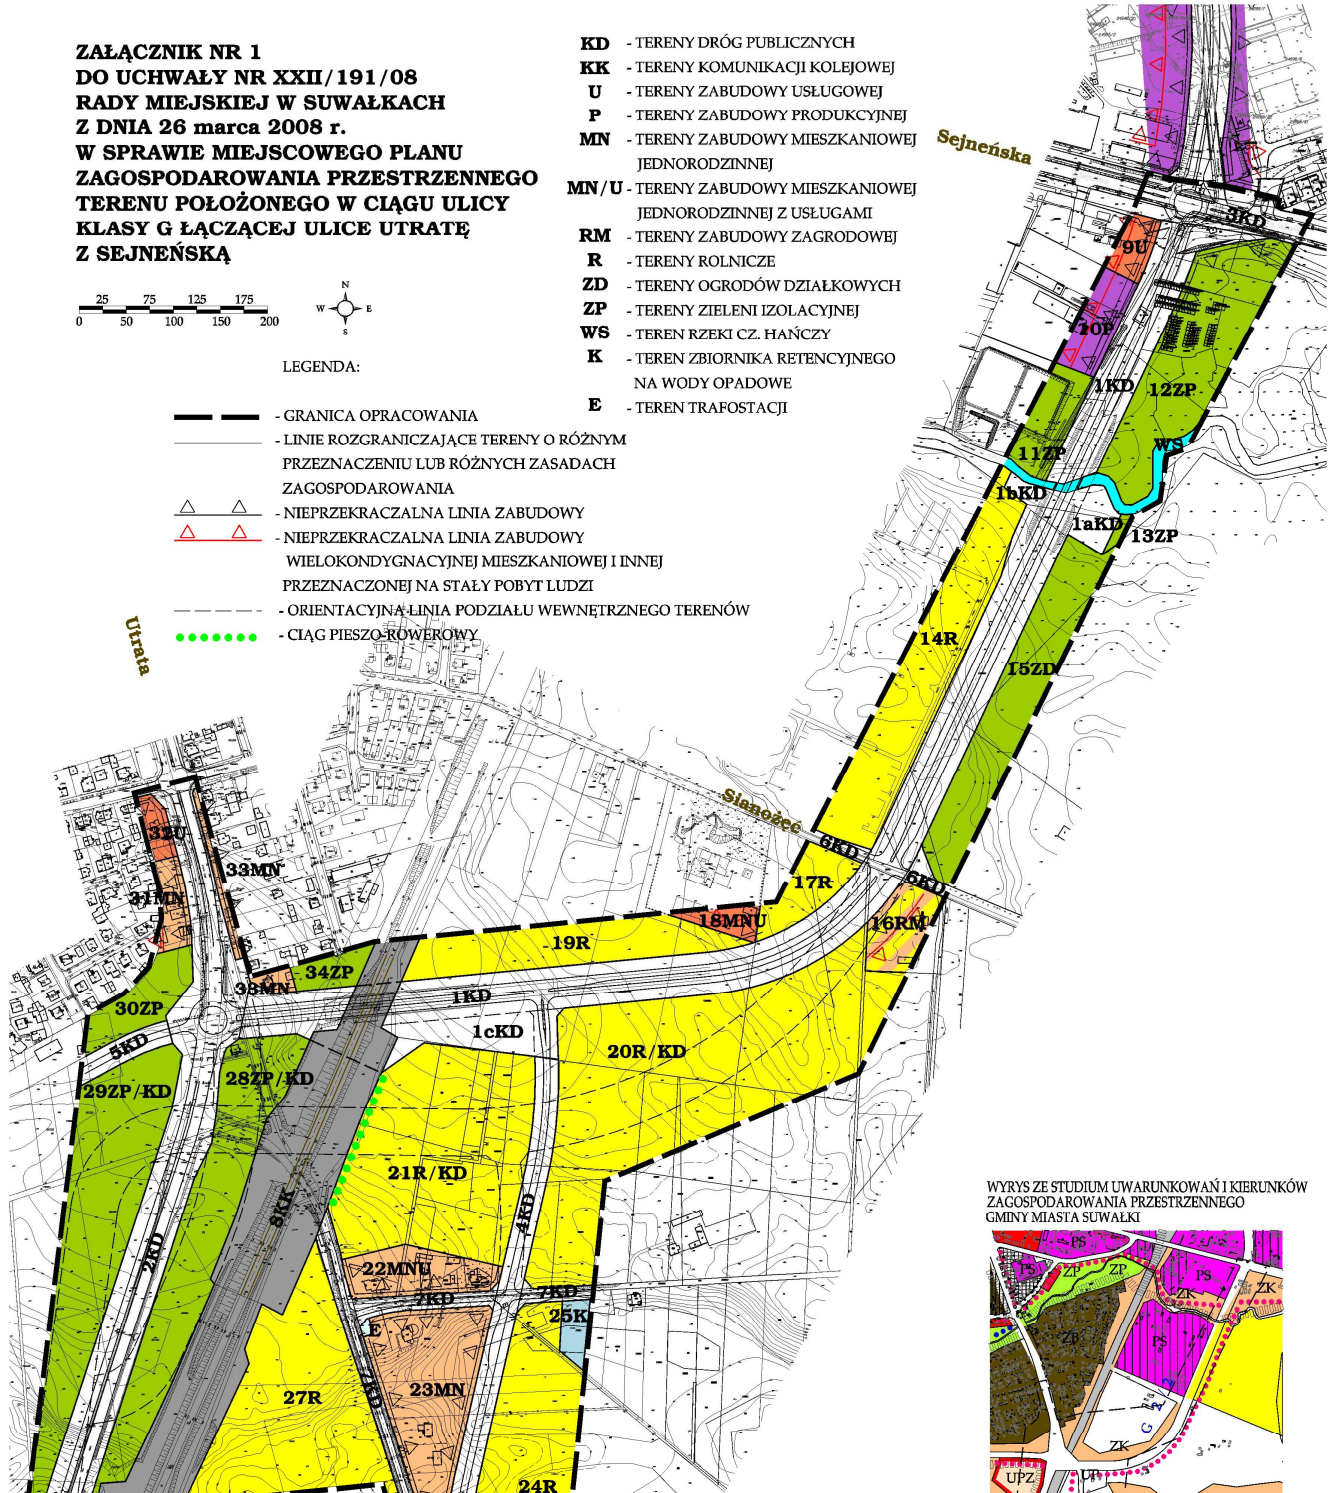 ZAŁĄCZNIK NR 1
DO UCHWAŁY NR XXII/191/08
RADY MIEJSKIEJ W SUWAŁKACH
Z DNIA 26 marca 2008 r.
W SPRAWIE MIEJSCOWEGO PLANU
ZAGOSPODAROWANIA PRZESTRZENNEGO
TERENU POŁOŻONEGO W CIĄGU ULICY
KLASY G ŁĄCZĄCEJ ULICE UTRATĘ
Z SEJNEŃSKĄ
25 75 125 175
0 50 100 150 200
N
W E
S
KD - TERENY DRÓG PUBLICZNYCH
KK - TERENY KOMUNIKACJI KOLEJOWEJ
U - TERENY ZABUDOWY USŁUGOWEJ
P - TERENY ZABUDOWY PRODUKCYJNEJ
MN - TERENY ZABUDOWY MIESZKANIOWEJ
JEDNORODZINNEJ
MN/U - TERENY ZABUDOWY MIESZKANIOWEJ
JEDNORODZINNEJ Z USŁUGAMI
RM - TERENY ZABUDOWY ZAGRODOWEJ
R - TERENY ROLNICZE
ZD - TERENY OGRODÓW DZIAŁKOWYCH
ZP - TERENY ZIELENI IZOLACYJNEJ
WS - TEREN RZEKI CZ. HAŃCZY
K - TEREN ZBIORNIKA RETENCYJNEGO
NA WODY OPADOWE
E - TEREN TRAFOSTACJI
LEGENDA:
- GRANICA OPRACOWANIA
- LINIE ROZGRANICZAJĄCE TERENY O RÓŻNYM
PRZEZNACZENIU LUB RÓŻNYCH ZASADACH
ZAGOSPODAROWANIA
- NIEPRZEKRACZALNA LINIA ZABUDOWY
- NIEPRZEKRACZALNA LINIA ZABUDOWY
WIELOKONDYGNACYJNEJ MIESZKANIOWEJ I INNEJ
PRZEZNACZONEJ NA STAŁY POBYT LUDZI
- ORIENTACYJNA LINIA PODZIAŁU WEWNĘTRZNEGO TERENÓW
- CIĄG PIESZO-ROWEROWY
Sejneńska
3KD
9U
10P
1KD
12ZP
11ZP
WS
1bKD
1aKD
13ZP
14R
15ZD
Utrata
Sianożęć
6KD
6KD
17R
16RM
18MNU
19R
32U
33MN
31MN
34ZP
33MN
30ZP
1KD
1cKD
5KD
20R/KD
29ZP/KD
28ZP/KD
21R/KD
8KK
4KD
2KD
22MNU
7KD
7KD
25K
E
7KD
27R
23MN
24R
WYRYS ZE STUDIUM UWARUNKOWAŃ I KIERUNKÓW
ZAGOSPODAROWANIA PRZESTRZENNEGO
GMINY MIASTA SUWAŁKI
PS
PS
ZP
ZP
PS
ZK
ZK
ZB
PS
G 2 2
ZK
UPZ
UP